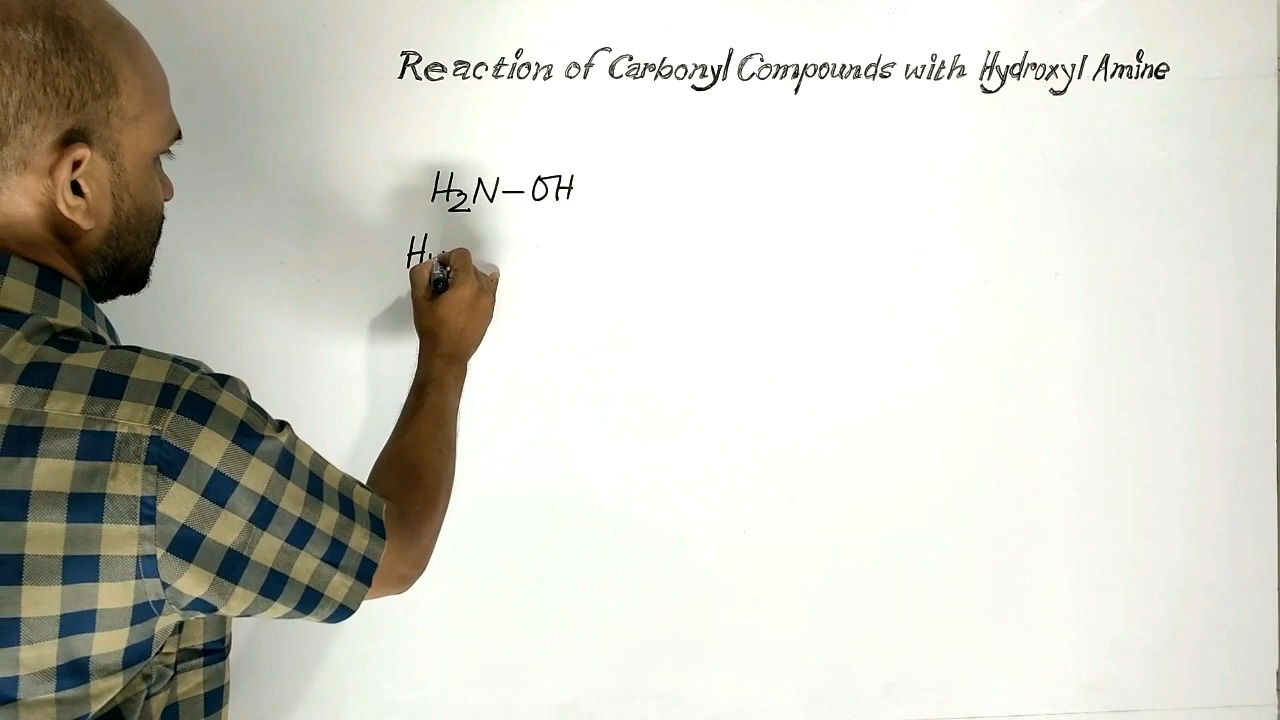 Reaction of Carbonyl Compounds with Hydroxyl Amine
H₂N–OH